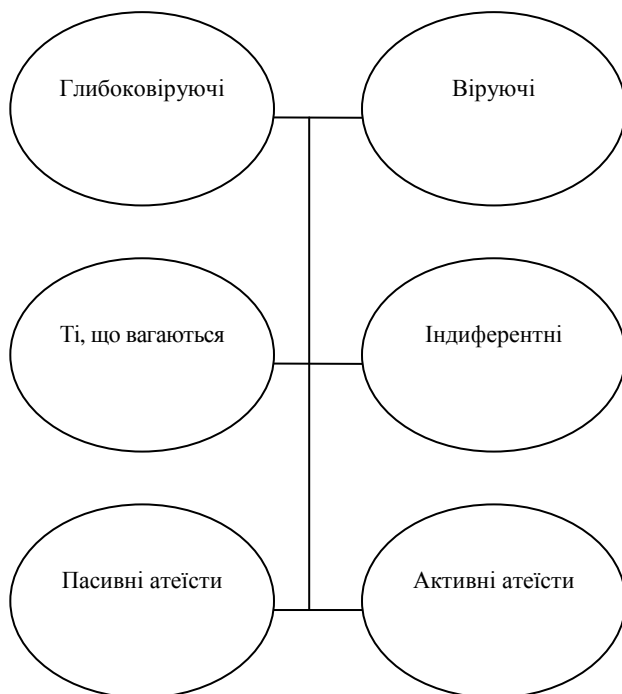 Глибоковіруючі
Віруючі
Ті, що вагаються
Індиферентні
Пасивні атеїсти
Активні атеїсти